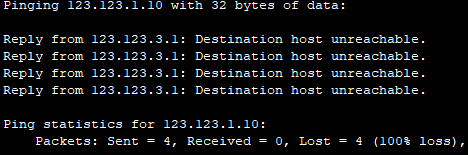 Pinging 123.123.1.10 with 32 bytes of data:
Reply from 123.123.3.1: Destination host unreachable.
Reply from 123.123.3.1: Destination host unreachable.
Reply from 123.123.3.1: Destination host unreachable.
Reply from 123.123.3.1: Destination host unreachable.
Ping statistics for 123.123.1.10:
Packets: Sent = 4, Received = 0, Lost = 4 (100% loss),